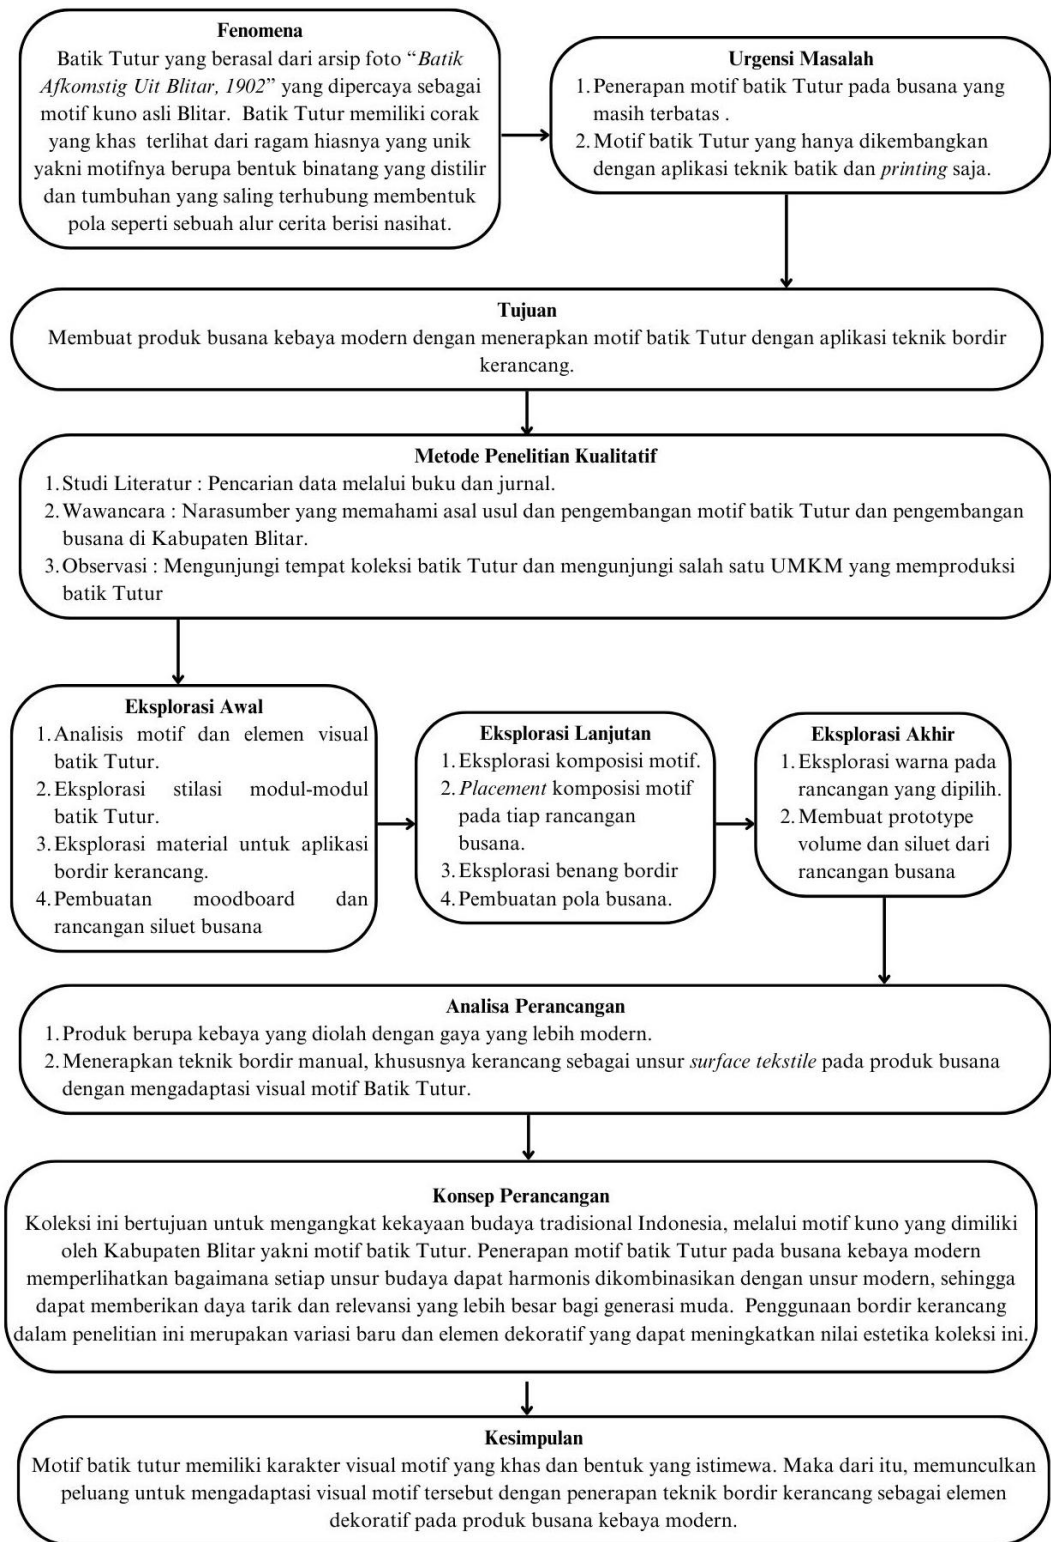 Fenomena
Batik Tutur yang berasal dari arsip foto “Batik
Afkomstig Uit Blitar, 1902” yang dipercaya sebagai
motif kuno asli Blitar. Batik Tutur memiliki corak
yang khas terlihat dari ragam hiasnya yang unik
yakni motifnya berupa bentuk binatang yang distilir
dan tumbuhan yang saling terhubung membentuk
pola seperti sebuah alur cerita berisi nasihat.
Urgensi Masalah
1. Penerapan motif batik Tutur pada busana yang
masih terbatas .
2. Motif batik Tutur yang hanya dikembangkan
dengan aplikasi teknik batik dan printing saja.
Tujuan
Membuat produk busana kebaya modern dengan menerapkan motif batik Tutur dengan aplikasi teknik bordir
kerancang.
Metode Penelitian Kualitatif
1. Studi Literatur : Pencarian data melalui buku dan jurnal.
2. Wawancara : Narasumber yang memahami asal usul dan pengembangan motif batik Tutur dan pengembangan
busana di Kabupaten Blitar.
3. Observasi : Mengunjungi tempat koleksi batik Tutur dan mengunjungi salah satu UMKM yang memproduksi
batik Tutur
Eksplorasi Awal
1. Analisis motif dan elemen visual
batik Tutur.
2. Eksplorasi stilasi modul-modul
batik Tutur.
3. Eksplorasi material untuk aplikasi
bordir kerancang.
4. Pembuatan moodboard dan
rancangan siluet busana
Eksplorasi Lanjutan
1. Eksplorasi komposisi motif.
2. Placement komposisi motif
pada tiap rancangan
busana.
3. Eksplorasi benang bordir
4. Pembuatan pola busana.
Eksplorasi Akhir
1. Eksplorasi warna pada
rancangan yang dipilih.
2. Membuat prototype
volume dan siluet dari
rancangan busana
Analisa Perancangan
1. Produk berupa kebaya yang diolah dengan gaya yang lebih modern.
2. Menerapkan teknik bordir manual, khususnya kerancang sebagai unsur surface tekstile pada produk busana
dengan mengadaptasi visual motif Batik Tutur.
Konsep Perancangan
Koleksi ini bertujuan untuk mengangkat kekayaan budaya tradisional Indonesia, melalui motif kuno yang dimiliki
oleh Kabupaten Blitar yakni motif batik Tutur. Penerapan motif batik Tutur pada busana kebaya modern
memperlihatkan bagaimana setiap unsur budaya dapat harmonis dikombinasikan dengan unsur modern, sehingga
dapat memberikan daya tarik dan relevansi yang lebih besar bagi generasi muda. Penggunaan bordir kerancang
dalam penelitian ini merupakan variasi baru dan elemen dekoratif yang dapat meningkatkan nilai estetika koleksi ini.
Kesimpulan
Motif batik tutur memiliki karakter visual motif yang khas dan bentuk yang istimewa. Maka dari itu, memunculkan
peluang untuk mengadaptasi visual motif tersebut dengan penerapan teknik bordir kerancang sebagai elemen
dekoratif pada produk busana kebaya modern.